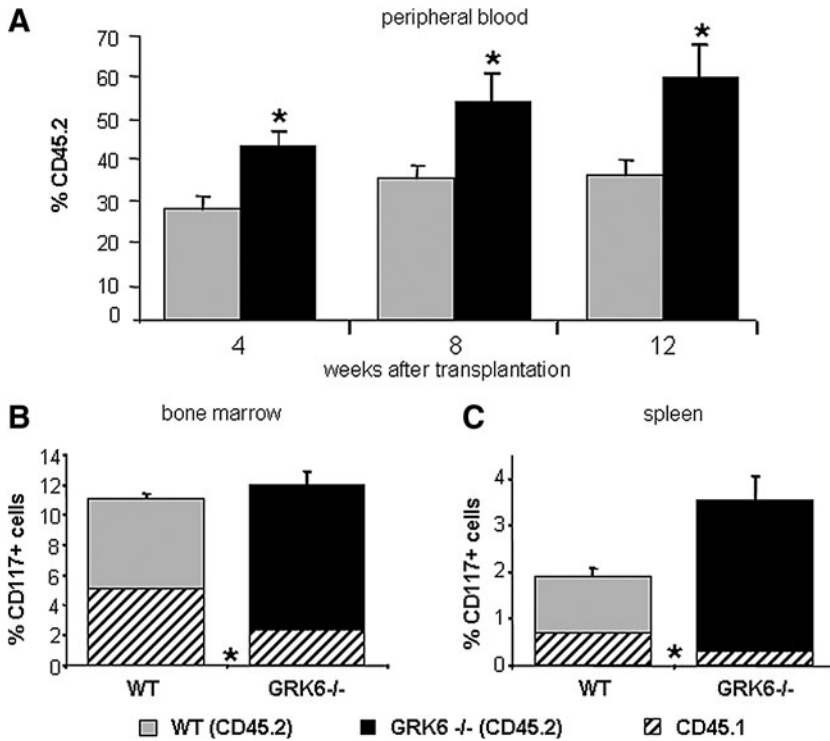 A
peripheral blood
% CD45.2
70
60
50
40
30
20
10
0
*
*
*
4
8
12
weeks after transplantation
B
bone marrow
% CD117+ cells
14
12
10
8
6
4
2
0
*
WT
GRK6-/-
C
spleen
% CD117+ cells
4
3
2
1
0
*
WT
GRK6-/-
WT (CD45.2)
GRK6 -/- (CD45.2)
CD45.1